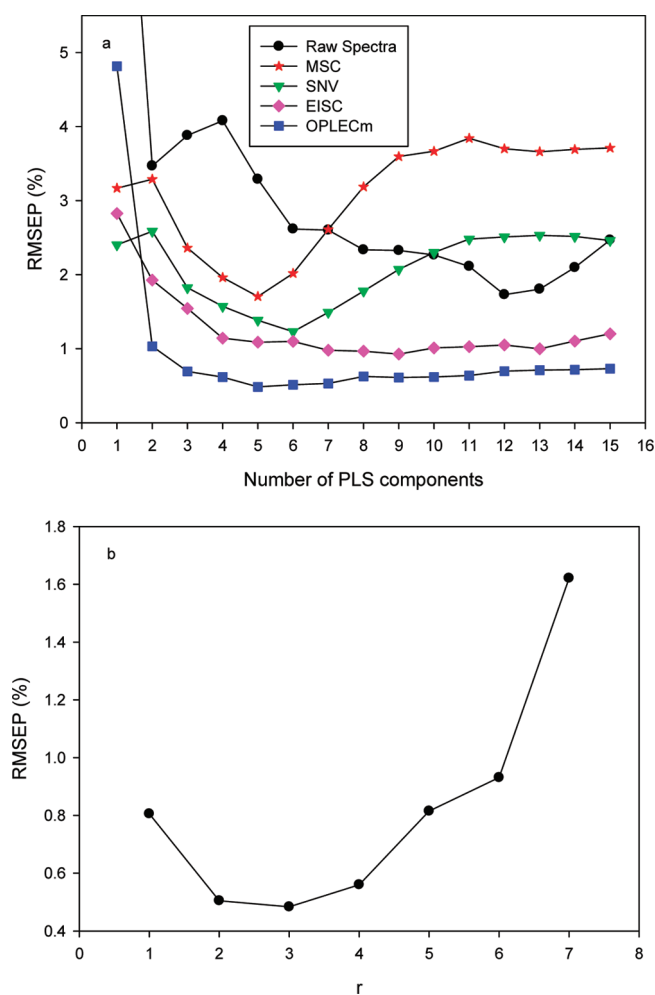 a
Raw Spectra
MSC
SNV
EISC
OPLECm
RMSEP (%)
5
4
3
2
1
0
0 1 2 3 4 5 6 7 8 9 10 11 12 13 14 15 16
Number of PLS components
b
RMSEP (%)
1.8
1.6
1.4
1.2
1.0
0.8
0.6
0.4
0 1 2 3 4 5 6 7 8
r